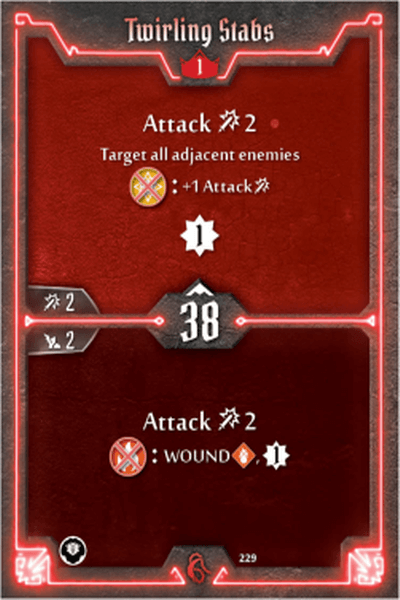 Twirling Stabs
1
Attack 2
Target all adjacent enemies
: +1 Attack
1
2
38
2
Attack 2
: WOUND , 1
229